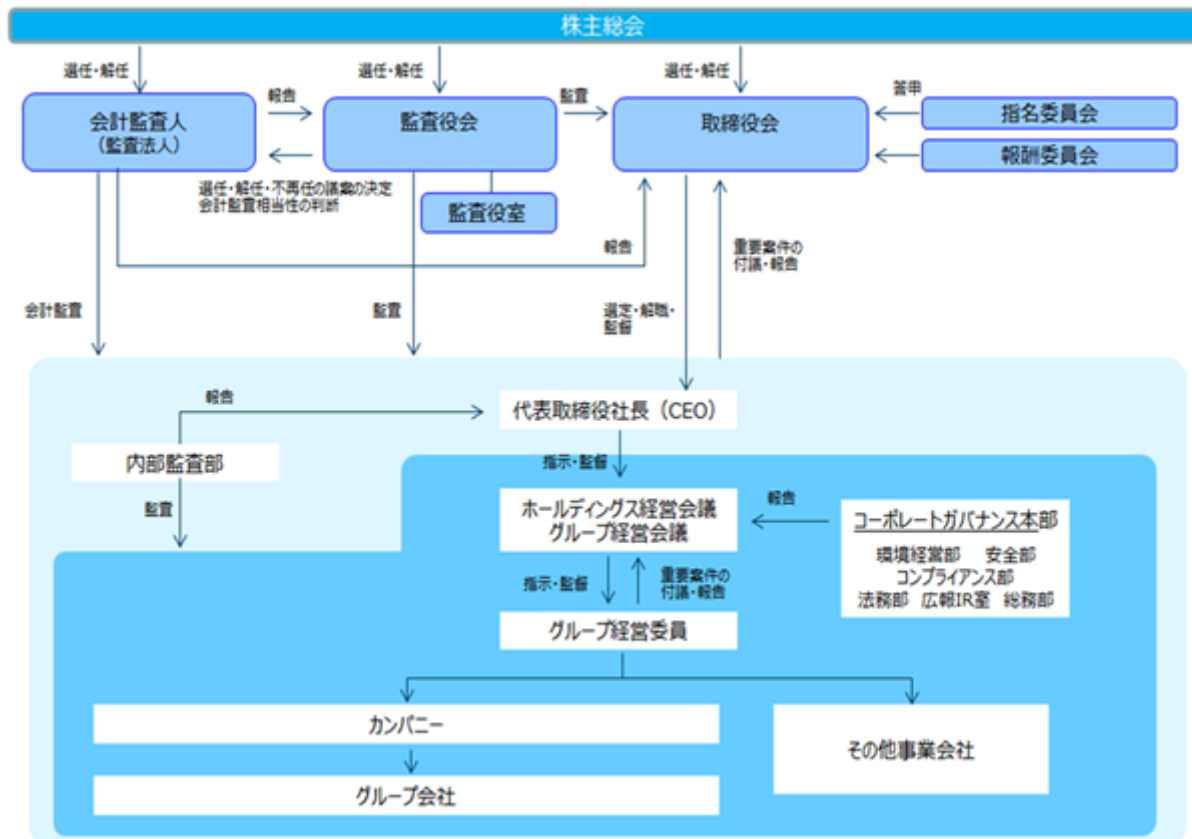 株主総会
選任・解任
選任・解任
選任・解任
会計監査人
(監査法人)
報告
監査役会
監査
取締役会
答申
指名委員会
報酬委員会
選任・解任・不再任の議案の決定
会計監査相当性の判断
監査役室
報告
重要案件の
付議・報告
会計監査
監査
選定・解職・
監督
報告
代表取締役社長(CEO)
内部監査部
指示・監督
監査
ホールディングス経営会議
グループ経営会議
報告
コーポレートガバナンス本部
環境経営部 安全部
コンプライアンス部
法務部 広報IR室 総務部
指示・監督
重要案件の
付議・報告
グループ経営委員
カンパニー
その他事業会社
グループ会社